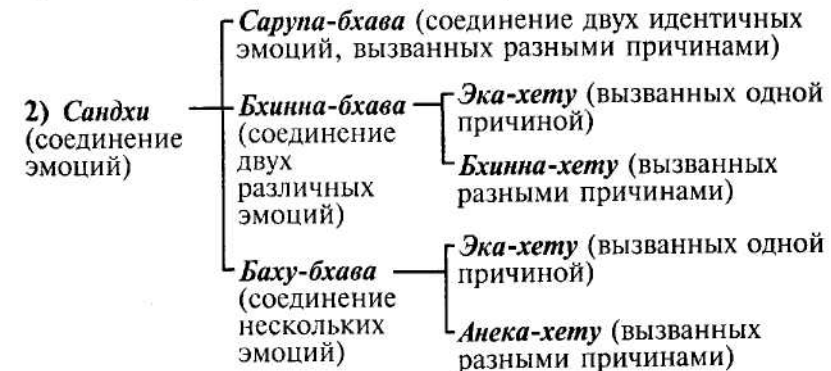 Сарупа-бхава (соединение двух идентичных
эмоций, вызванных разными причинами)
2) Сандхи
(соединение
эмоций)
Бхинна-бхава
(соединение
двух
различных
эмоций)
Эка-хету (вызванных одной
причиной)
Бхинна-хету (вызванных
разными причинами)
Баху-бхава
(соединение
нескольких
эмоций)
Эка-хету (вызванных одной
причиной)
Анека-хету (вызванных
разными причинами)